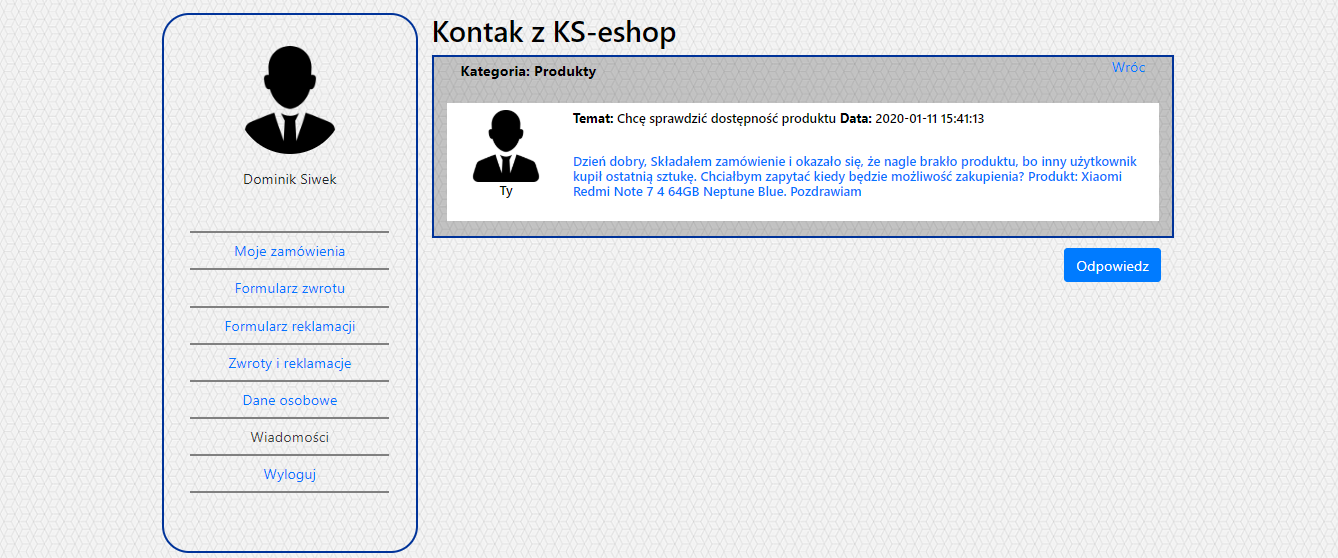 Kontak z KS-eshop
Kategoria: Produkty
Wróc
Temat: Chcę sprawdzić dostępność produktu Data: 2020-01-11 15:41:13
Dzień dobry, Składałem zamówienie i okazało się, że nagle brakło produktu, bo inny użytkownik
kupił ostatnią sztukę. Chciałbym zapytać kiedy będzie możliwość zakupienia? Produkt: Xiaomi
Redmi Note 7 4 64GB Neptune Blue. Pozdrawiam
Ty
Odpowiedz
Dominik Siwek
Moje zamówienia
Formularz zwrotu
Formularz reklamacji
Zwroty i reklamacje
Dane osobowe
Wiadomości
Wyloguj